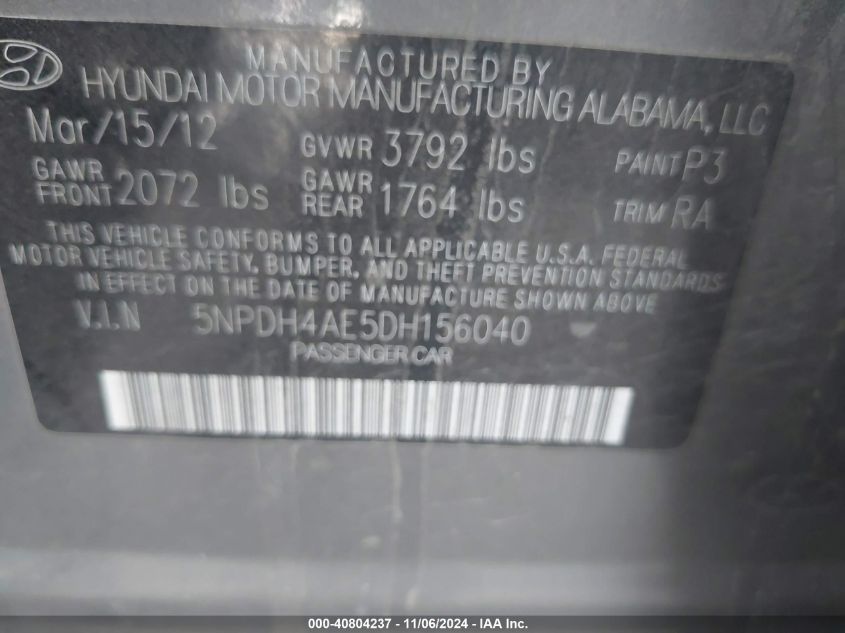 MANUFACTURED BY
HYUNDAI MOTOR MANUFACTURING ALABAMA, LLC
Mar/15/12 GVWR 3792 lbs PAINT P3
GAWR FRONT 2072 lbs GAWR REAR 1764 lbs TRIM RA
THIS VEHICLE CONFORMS TO ALL APPLICABLE U.S.A. FEDERAL
MOTOR VEHICLE SAFETY, BUMPER, AND THEFT PREVENTION STANDARDS
IN EFFECT ON THE DATE OF MANUFACTURE SHOWN ABOVE
V.I.N 5NPDH4AE5DH156040
PASSENGER CAR
000-40804237 - 11/06/2024 - IAA Inc.